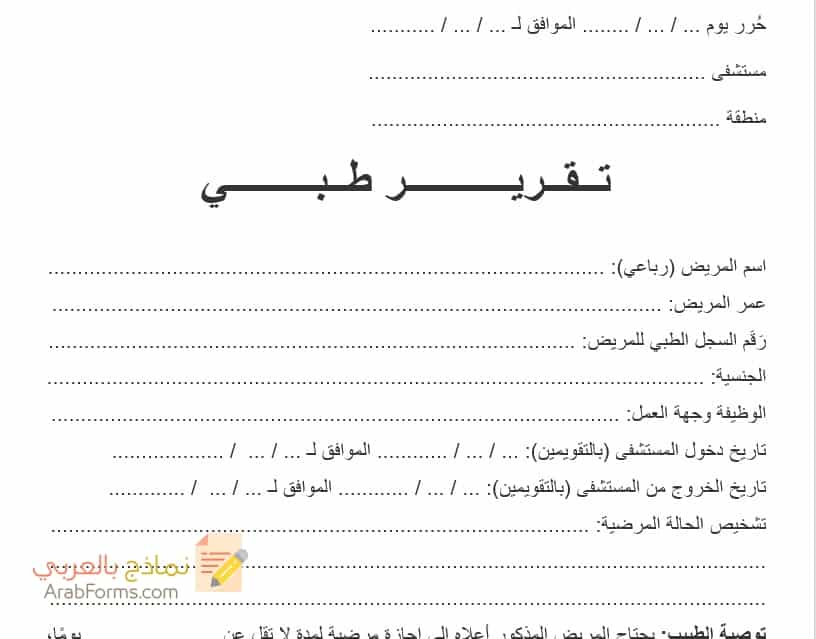 حُرر يوم ... / ... / ........ الموافق لـ ... / ... / ...........
مستشفى .........................................................
منطقة ...........................................................
تـــقـــريــــــــــــر طـــبـــــــــي
اسم المريض (رباعي): ..............................................................................................
عمر المريض: .......................................................................................................
رَقَم السجل الطبي للمريض: .........................................................................................
الجنسية: ...............................................................................................................
الوظيفة وجهة العمل: ................................................................................................
تاريخ دخول المستشفى (بالتقويمين): ... / ... / ............ الموافق لـ ... / ... / ...................
تاريخ الخروج من المستشفى (بالتقويمين): ... / ... / ............ الموافق لـ ... / ... / .............
تشخيص الحالة المرضية: ...........................................................................................
.........................................................................................................................
نماذج بالعربي
ArabForms.com
.........................................................................................................................
توصية الطبيب: يحتاج المريض المذكور أعلاه إلى إجازة مرضية لمدة لا تقل عن .............. يومًا،